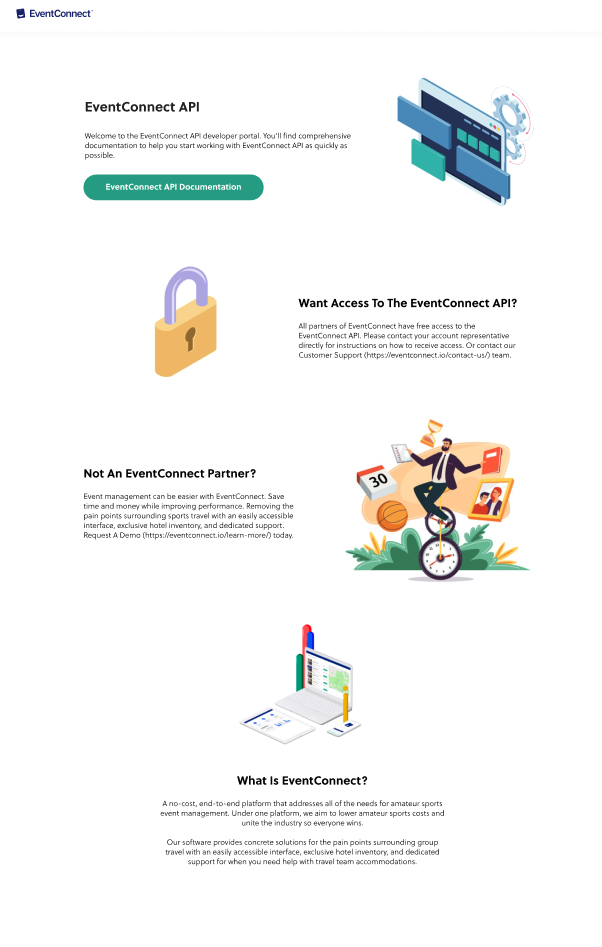 EventConnect™
EventConnect API
Welcome to the EventConnect API developer portal. You'll find comprehensive
documentation to help you start working with EventConnect API as quickly as
possible.
EventConnect API Documentation
Want Access To The EventConnect API?
All partners of EventConnect have free access to the
EventConnect API. Please contact your account representative
directly for instructions on how to receive access. Or contact our
Customer Support (https://eventconnect.io/contact-us/) team.
30
Not An EventConnect Partner?
Event management can be easier with EventConnect. Save
time and money while improving performance. Removing the
pain points surrounding sports travel with an easily accessible
interface, exclusive hotel inventory, and dedicated support.
Request A Demo (https://eventconnect.io/learn-more/) today.
What Is EventConnect?
A no-cost, end-to-end platform that addresses all of the needs for amateur sports
event management. Under one platform, we aim to lower amateur sports costs and
unite the industry so everyone wins.
Our software provides concrete solutions for the pain points surrounding group
travel with an easily accessible interface, exclusive hotel inventory, and dedicated
support for when you need help with travel team accommodations.